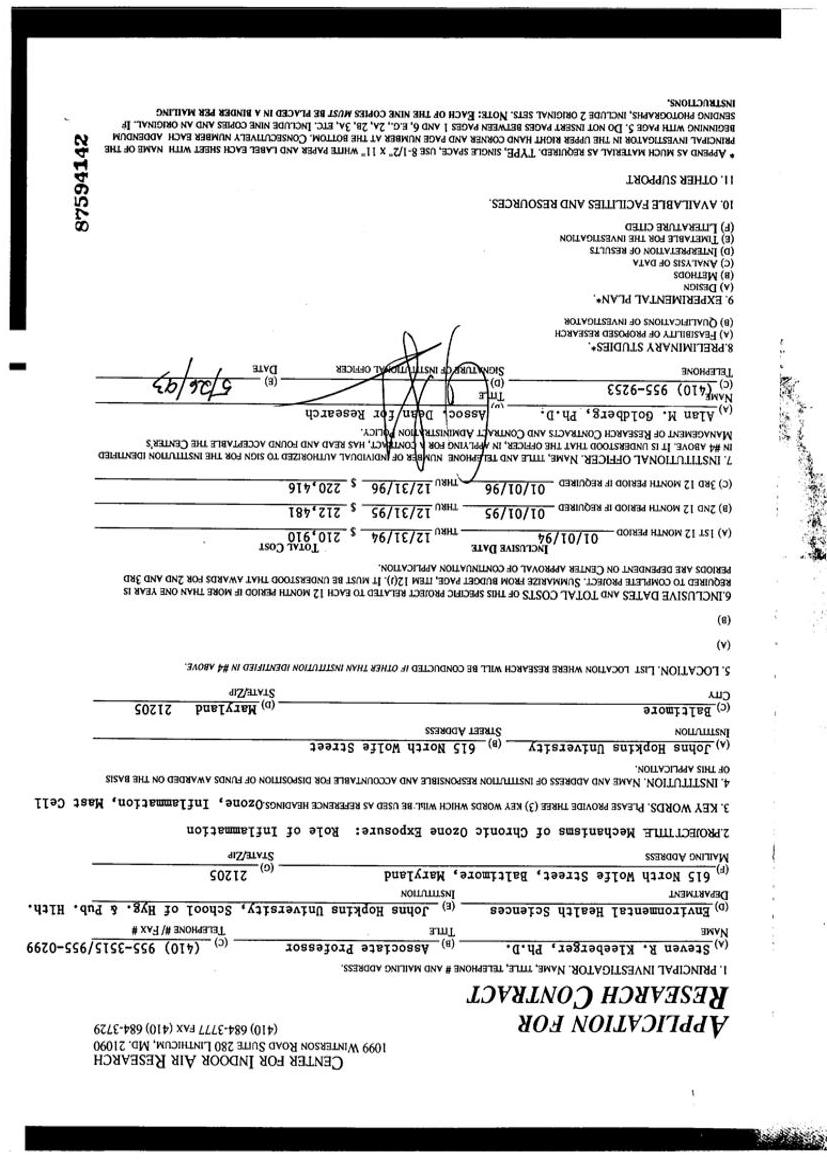 CENTER FOR INDOOR AIR RESEARCH
1099 WINTERSON ROAD SUITE 280 LINTHICUM, MD. 21090
(410) 684-3777 FAX (410) 684-3729
APPLICATION FOR
RESEARCH CONTRACT
1. PRINCIPAL INVESTIGATOR. NAME, TITLE, TELEPHONE # AND MAILING ADDRESS.
(A) Steven R. Kleeberger, Ph.D. (B) Associate Professor (C) (410) 955-3515/955-0299
NAME TITLE TELEPHONE #/ FAX #
(D) Environmental Health Sciences (E) Johns Hopkins University, School of Hyg. & Pub. Hlth.
DEPARTMENT INSTITUTION
(F) 615 North Wolfe Street, Baltimore, Maryland (G) 21205
MAILING ADDRESS STATE/ZIP
2.PROJECT TITLE Mechanisms of Chronic Ozone Exposure: Role of Inflammation
3. KEY WORDS. PLEASE PROVIDE THREE (3) KEY WORDS WHICH WILL BE USED AS REFERENCE HEADINGS. Ozone, Inflammation, Mast Cell
4. INSTITUTION. NAME AND ADDRESS OF INSTITUTION RESPONSIBLE AND ACCOUNTABLE FOR DISPOSITION OF FUNDS AWARDED ON THE BASIS
OF THIS APPLICATION.
(A) Johns Hopkins University (B) 615 North Wolfe Street
INSTITUTION STREET ADDRESS
(C) Baltimore (D) Maryland 21205
CITY STATE/ZIP
5. LOCATION. LIST LOCATION WHERE RESEARCH WILL BE CONDUCTED IF OTHER THAN INSTITUTION IDENTIFIED IN #4 ABOVE.
(A)
(B)
6.INCLUSIVE DATES AND TOTAL COSTS OF THIS SPECIFIC PROJECT RELATED TO EACH 12 MONTH PERIOD IF MORE THAN ONE YEAR IS
REQUIRED TO COMPLETE PROJECT. SUMMARIZE FROM BUDGET PAGE, ITEM 12(J). IT MUST BE UNDERSTOOD THAT AWARDS FOR 2ND AND 3RD
PERIODS ARE DEPENDENT ON CENTER APPROVAL OF CONTINUATION APPLICATION.
INCLUSIVE DATE TOTAL COST
(A) 1ST 12 MONTH PERIOD 01/01/94 THRU 12/31/94 $ 210,910
(B) 2ND 12 MONTH PERIOD IF REQUIRED 01/01/95 THRU 12/31/95 $ 212,481
(C) 3RD 12 MONTH PERIOD IF REQUIRED 01/01/96 THRU 12/31/96 $ 220,416
7. INSTITUTIONAL OFFICER. NAME, TITLE AND TELEPHONE NUMBER OF INDIVIDUAL AUTHORIZED TO SIGN FOR THE INSTITUTION IDENTIFIED
IN #4 ABOVE. IT IS UNDERSTOOD THAT THE OFFICER, IN APPLYING FOR A CONTRACT, HAS READ AND FOUND ACCEPTABLE THE CENTER'S
MANAGEMENT OF RESEARCH CONTRACTS AND CONTRACT ADMINISTRATION POLICY.
(A) Alan M. Goldberg, Ph.D. Assoc. Dean for Research
NAME TITLE
(C) (410) 955-9253 (D) (E) 5/26/93
TELEPHONE SIGNATURE OF INSTITUTIONAL OFFICER DATE
8.PRELIMINARY STUDIES*.
(A) FEASIBILITY OF PROPOSED RESEARCH
(B) QUALIFICATIONS OF INVESTIGATOR
9. EXPERIMENTAL PLAN*.
(A) DESIGN
(B) METHODS
(C) ANALYSIS OF DATA
(D) INTERPRETATION OF RESULTS
(E) TIMETABLE FOR THE INVESTIGATION
(F) LITERATURE CITED
10. AVAILABLE FACILITIES AND RESOURCES.
11. OTHER SUPPORT
* APPEND AS MUCH MATERIAL AS REQUIRED. TYPE, SINGLE SPACE, USE 8-1/2" X 11" WHITE PAPER AND LABEL EACH SHEET WITH NAME OF THE
PRINCIPAL INVESTIGATOR IN THE UPPER RIGHT HAND CORNER AND PAGE NUMBER AT THE BOTTOM. CONSECUTIVELY NUMBER EACH ADDENDUM
BEGINNING WITH PAGE 5. DO NOT INSERT PAGES BETWEEN PAGES 1 AND 6, E.G., 2A, 2B, 3A, ETC. INCLUDE NINE COPIES AND AN ORIGINAL. IF
SENDING PHOTOGRAPHS, INCLUDE 2 ORIGINAL SETS. NOTE: EACH OF THE NINE COPIES MUST BE PLACED IN A BINDER PER MAILING
INSTRUCTIONS.
87594142